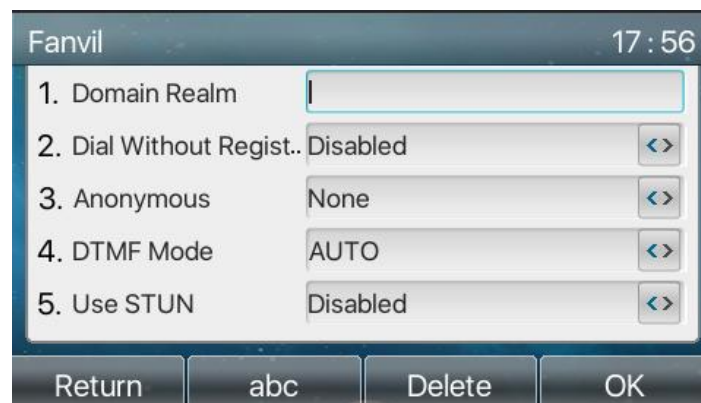 Fanvil 17 : 56
1. Domain Realm
2. Dial Without Regist.. Disabled
3. Anonymous None
4. DTMF Mode AUTO
5. Use STUN Disabled
Return abc Delete OK